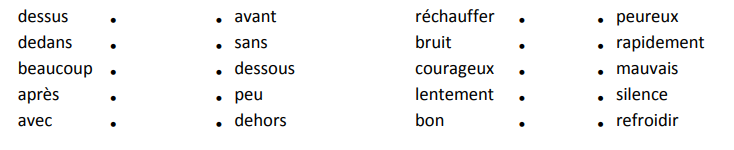 dessus • • avant réchauffer • • peureux
dedans • • sans bruit • • rapidement
beaucoup • • dessous courageux • • mauvais
après • • peu lentement • • silence
avec • • dehors bon • • refroidir